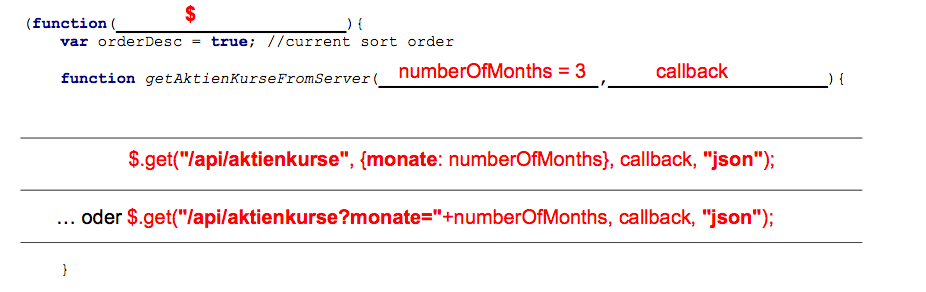 (function($){
var orderDesc = true; //current sort order
function getAktienKurseFromServer(numberOfMonths = 3, callback){
$.get("/api/aktienkurse", {monate: numberOfMonths}, callback, "json");
... oder $.get("/api/aktienkurse?monate="+numberOfMonths, callback, "json");
}